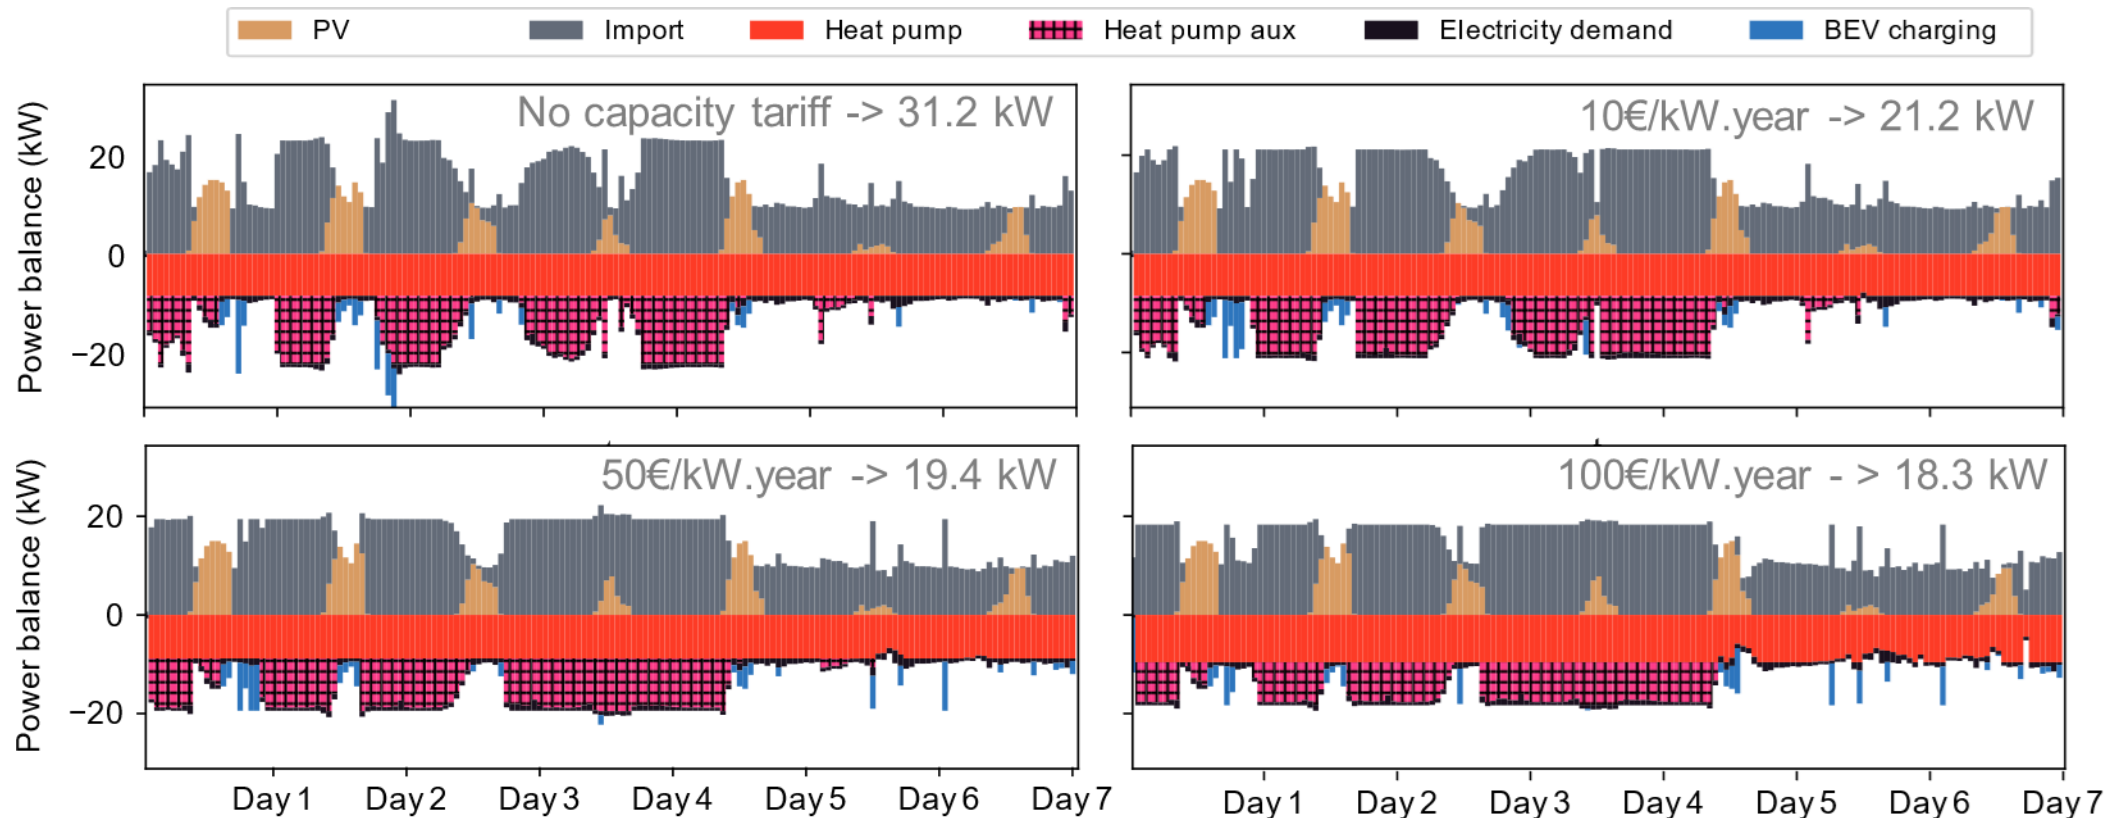 PV Import Heat pump Heat pump aux Electricity demand BEV charging
Power balance (kW)
20
0
−20
No capacity tariff -> 31.2 kW
10€/kW.year -> 21.2 kW
Power balance (kW)
20
0
−20
50€/kW.year -> 19.4 kW
100€/kW.year - > 18.3 kW
Day 1 Day 2 Day 3 Day 4 Day 5 Day 6 Day 7
Day 1 Day 2 Day 3 Day 4 Day 5 Day 6 Day 7